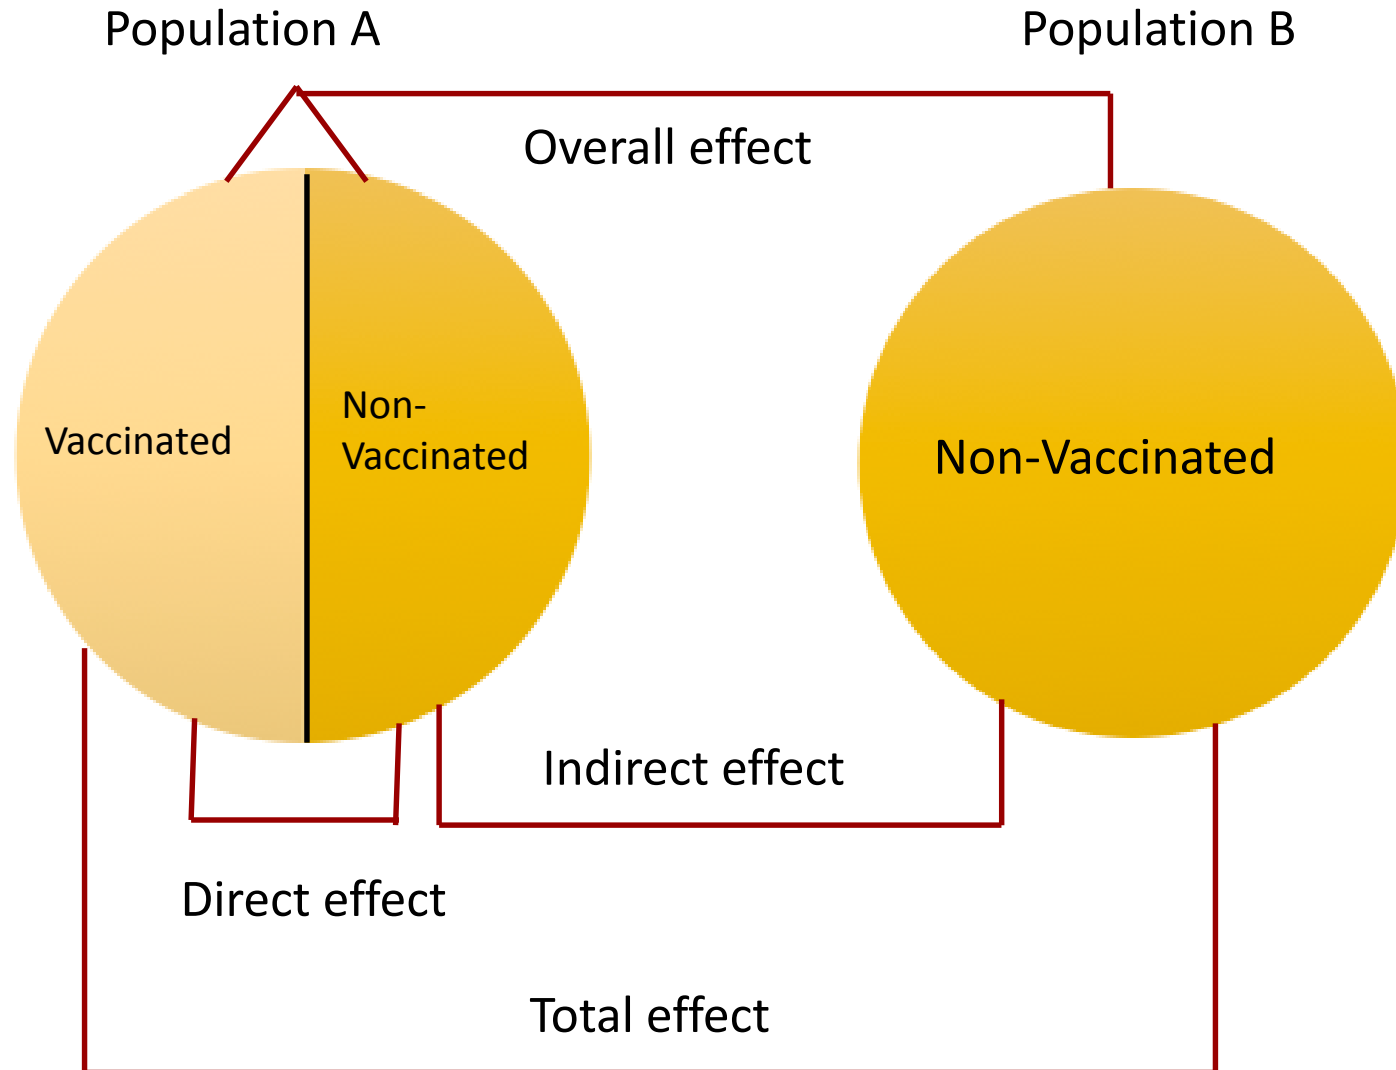 Population A
Population B
Overall effect
Vaccinated
Non-
Vaccinated
Non-Vaccinated
Indirect effect
Direct effect
Total effect